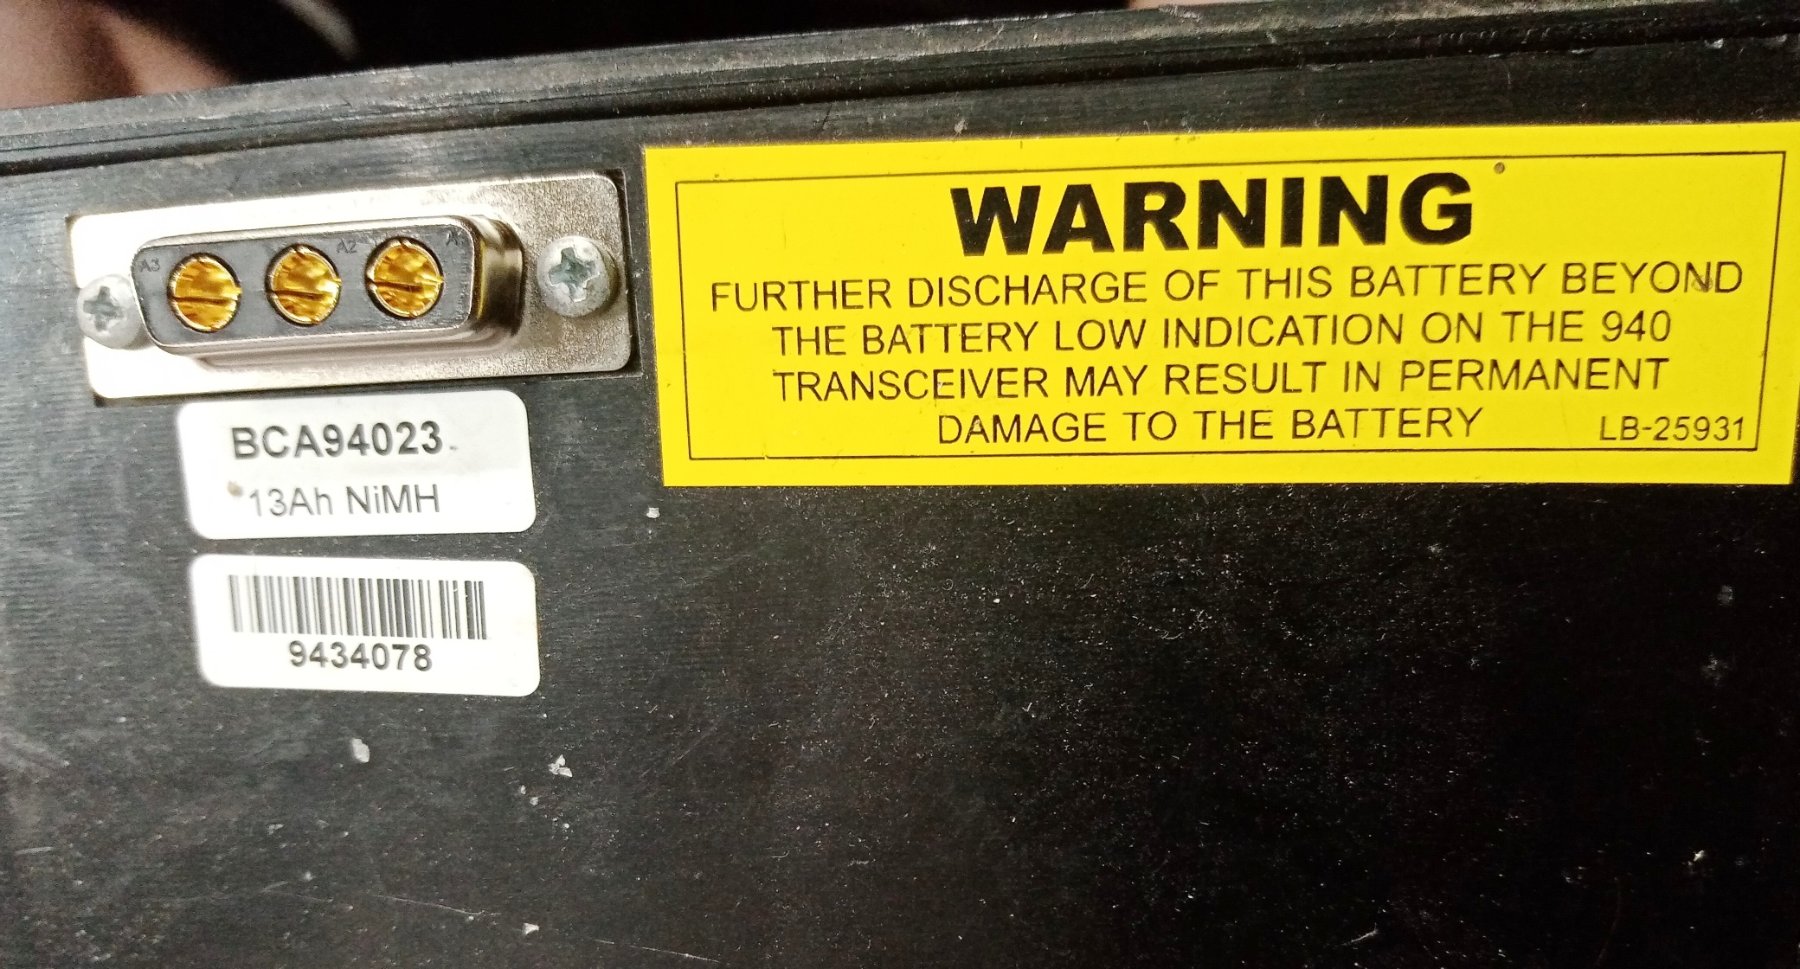 A3 A2 A1
BCA94023
13Ah NiMH
9434078
WARNING
FURTHER DISCHARGE OF THIS BATTERY BEYOND
THE BATTERY LOW INDICATION ON THE 940
TRANSCEIVER MAY RESULT IN PERMANENT
DAMAGE TO THE BATTERY
LB-25931